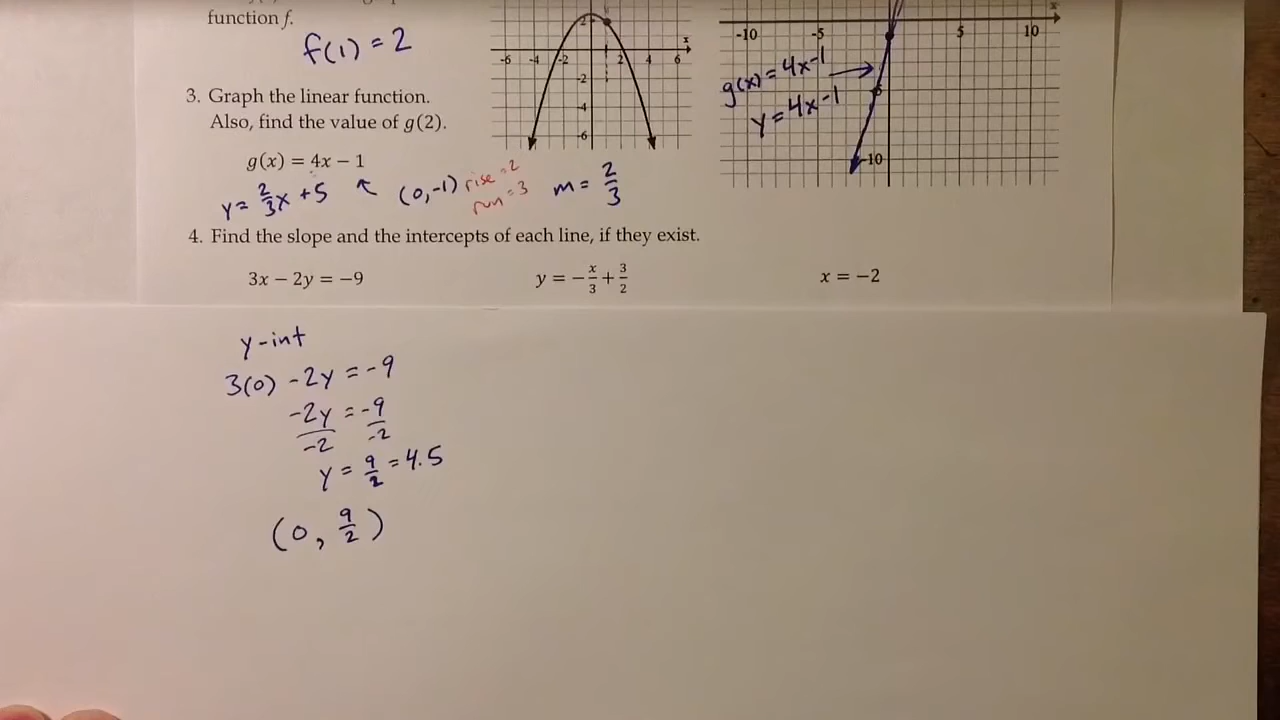 function f.
f(1) = 2
2
x
-6 -4 -2 2 4 6
-2
-4
-6
x
-10 -5 5 10
-10
g(x) = 4x-1
y = 4x-1
3. Graph the linear function.
Also, find the value of g(2).
g(x) = 4x − 1
y = 2/3 x + 5
(0, -1)
rise = 2
run = 3
m = 2/3
4. Find the slope and the intercepts of each line, if they exist.
3x − 2y = −9
y = − x/3 + 3/2
x = −2
y-int
3(0) - 2y = -9
-2y/-2 = -9/-2
y = 9/2 = 4.5
(0, 9/2)